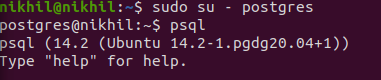 nikhil@nikhil:~$ sudo su - postgres
postgres@nikhil:~$ psql
psql (14.2 (Ubuntu 14.2-1.pgdg20.04+1))
Type "help" for help.